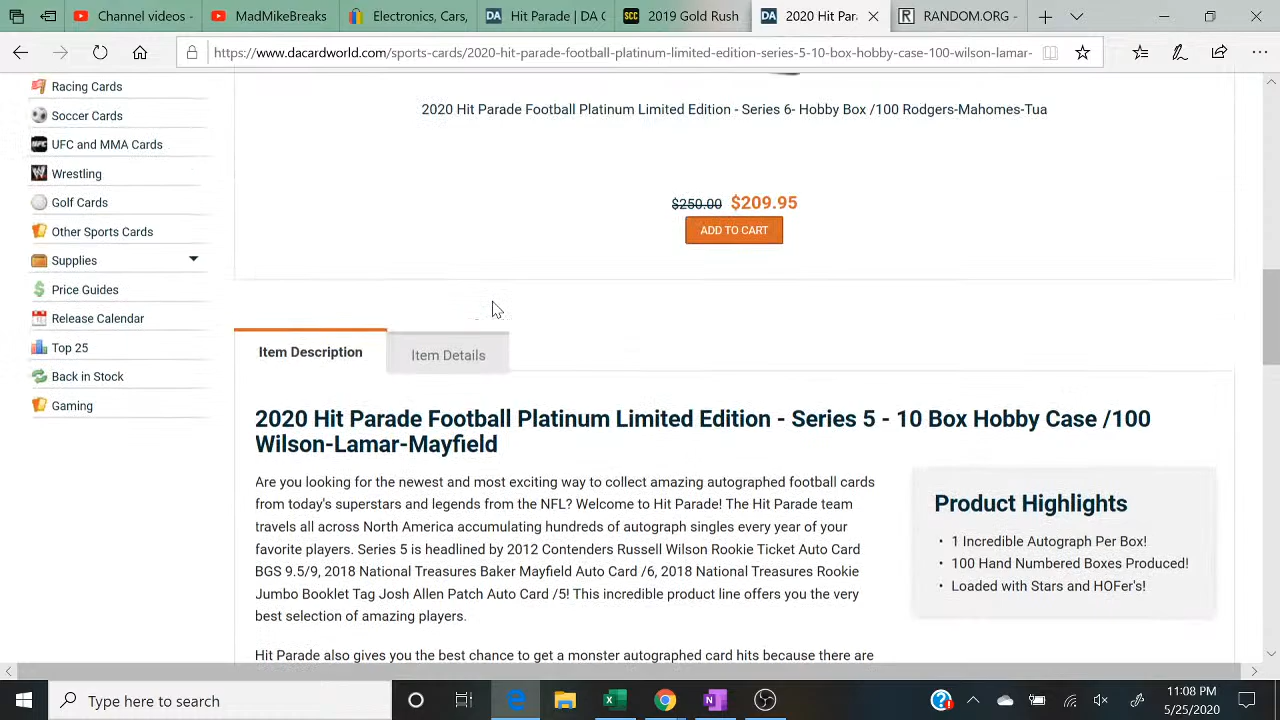 Channel videos -
MadMikeBreaks
Electronics, Cars,
DA Hit Parade | DA C
SCC 2019 Gold Rush
DA 2020 Hit Par
R RANDOM.ORG -
https://www.dacardworld.com/sports-cards/2020-hit-parade-football-platinum-limited-edition-series-5-10-box-hobby-case-100-wilson-lamar-
Racing Cards
Soccer Cards
UFC and MMA Cards
Wrestling
Golf Cards
Other Sports Cards
Supplies
Price Guides
Release Calendar
Top 25
Back in Stock
Gaming
2020 Hit Parade Football Platinum Limited Edition - Series 6- Hobby Box /100 Rodgers-Mahomes-Tua
$250.00 $209.95
ADD TO CART
Item Description
Item Details
2020 Hit Parade Football Platinum Limited Edition - Series 5 - 10 Box Hobby Case /100
Wilson-Lamar-Mayfield
Are you looking for the newest and most exciting way to collect amazing autographed football cards
from today's superstars and legends from the NFL? Welcome to Hit Parade! The Hit Parade team
travels all across North America accumulating hundreds of autograph singles every year of your
favorite players. Series 5 is headlined by 2012 Contenders Russell Wilson Rookie Ticket Auto Card
BGS 9.5/9, 2018 National Treasures Baker Mayfield Auto Card /6, 2018 National Treasures Rookie
Jumbo Booklet Tag Josh Allen Patch Auto Card /5! This incredible product line offers you the very
best selection of amazing players.
Hit Parade also gives you the best chance to get a monster autographed card hits because there are
Product Highlights
• 1 Incredible Autograph Per Box!
• 100 Hand Numbered Boxes Produced!
• Loaded with Stars and HOFer's!
Type here to search
11:08 PM
5/25/2020